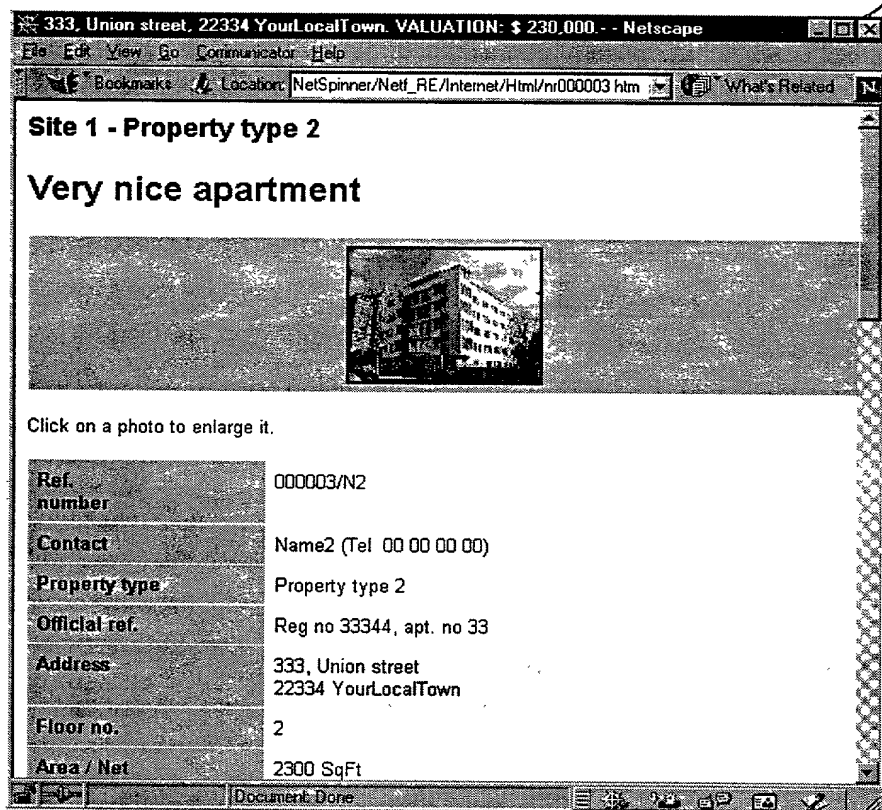 333, Union street, 22334 YourLocalTown. VALUATION: $ 230,000.- - Netscape
File Edit View Go Communicator Help
Bookmarks Location: NetSpinner/Netf_RE/Internet/Html/nr000003 htm What's Related N
Site 1 - Property type 2
Very nice apartment
Click on a photo to enlarge it.
Ref. number 000003/N2
Contact Name2 (Tel 00 00 00 00)
Property type Property type 2
Official ref. Reg no 33344, apt. no 33
Address 333, Union street
22334 YourLocalTown
Floor no. 2
Area / Net 2300 SqFt
Document: Done